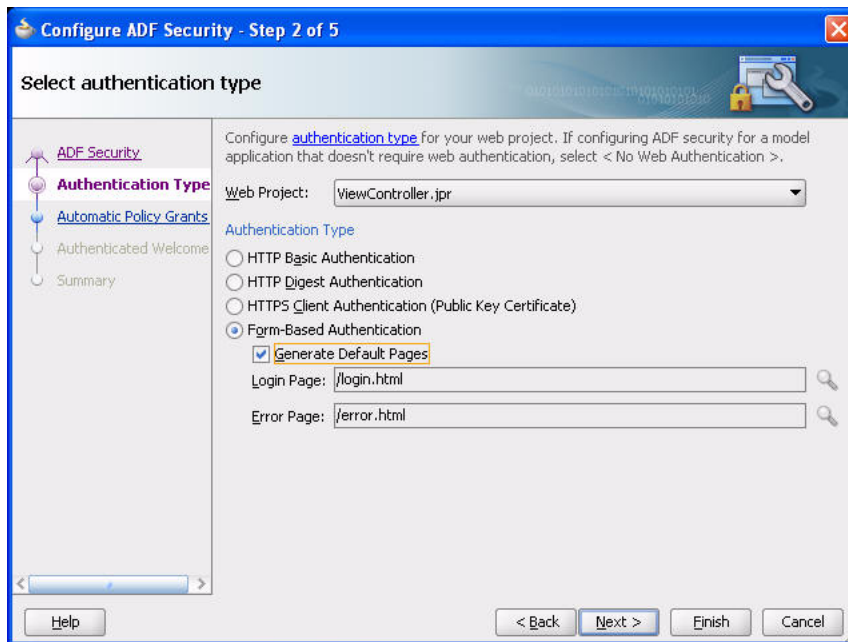 Configure ADF Security - Step 2 of 5
Select authentication type
ADF Security
Authentication Type
Automatic Policy Grants
Authenticated Welcome
Summary
Configure authentication type for your web project. If configuring ADF security for a model
application that doesn't require web authentication, select < No Web Authentication >.
Web Project: ViewController.jpr
Authentication Type
HTTP Basic Authentication
HTTP Digest Authentication
HTTPS Client Authentication (Public Key Certificate)
Form-Based Authentication
Generate Default Pages
Login Page: /login.html
Error Page: /error.html
Help
< Back
Next >
Finish
Cancel